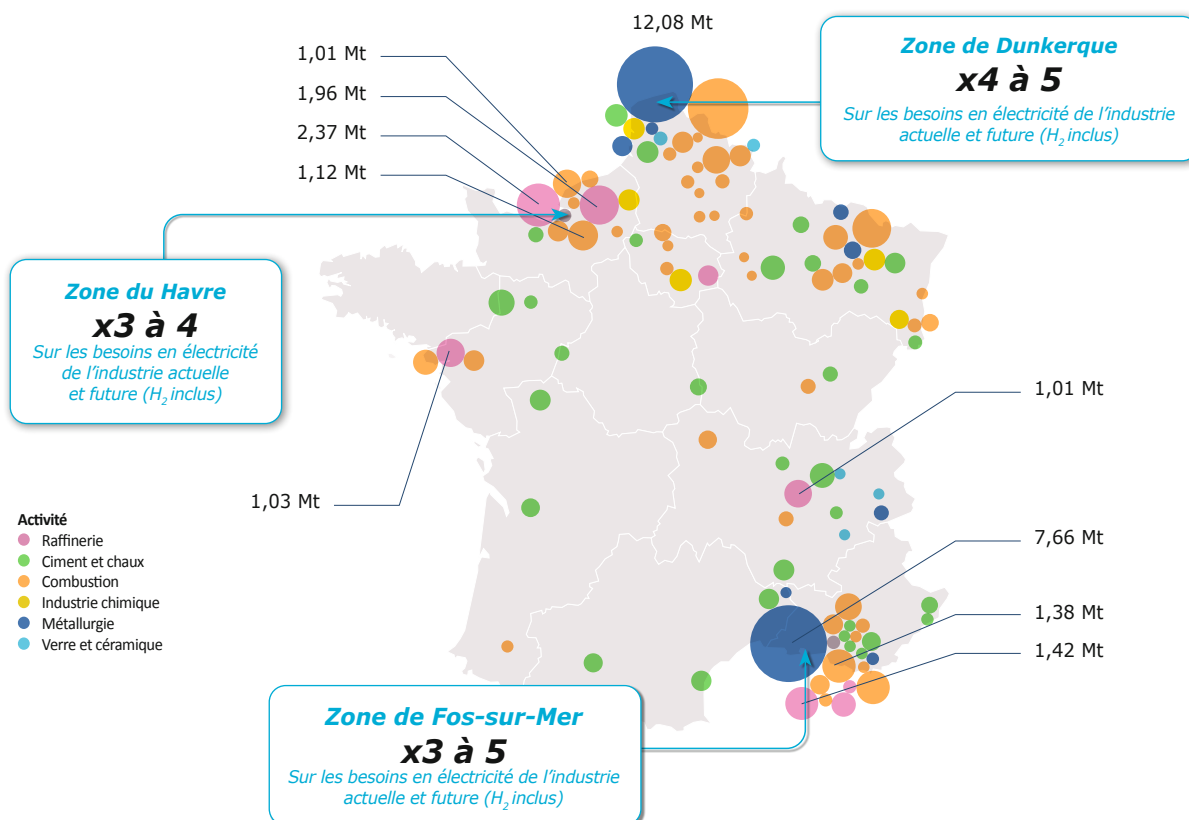 12,08 Mt
1,01 Mt
1,96 Mt
2,37 Mt
1,12 Mt
Zone de Dunkerque
x4 à 5
Sur les besoins en électricité de l'industrie
actuelle et future (H₂ inclus)
Zone du Havre
x3 à 4
Sur les besoins en électricité
de l'industrie actuelle
et future (H₂ inclus)
1,03 Mt
1,01 Mt
7,66 Mt
1,38 Mt
1,42 Mt
Activité
Raffinerie
Ciment et chaux
Combustion
Industrie chimique
Métallurgie
Verre et céramique
Zone de Fos-sur-Mer
x3 à 5
Sur les besoins en électricité de l'industrie
actuelle et future (H₂ inclus)